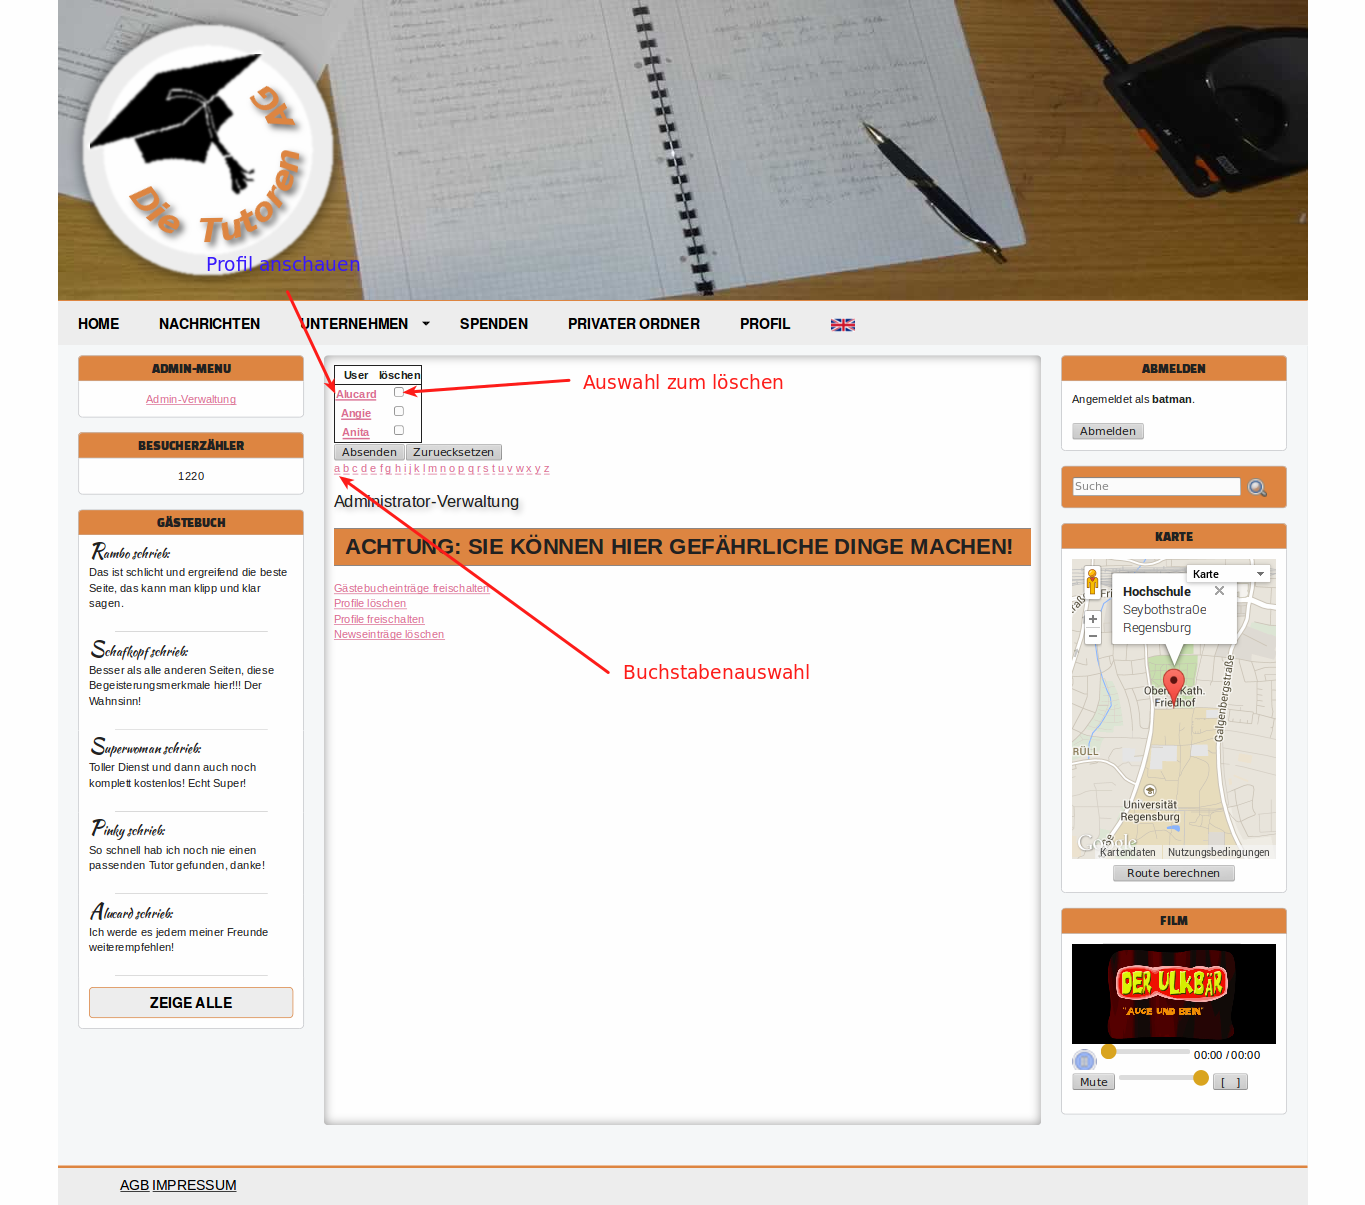 Die Tutoren AG
Profil anschauen
HOME
NACHRICHTEN
UNTERNEHMEN
SPENDEN
PRIVATER ORDNER
PROFIL
ADMIN-MENU
Admin-Verwaltung
BESUCHERZÄHLER
1220
GÄSTEBUCH
Rambo schrieb:
Das ist schlicht und ergreifend die beste
Seite, das kann man klipp und klar
sagen.
Schafkopf schrieb:
Besser als alle anderen Seiten, diese
Begeisterungsmerkmale hier!!! Der
Wahnsinn!
Superwoman schrieb:
Toller Dienst und dann auch noch
komplett kostenlos! Echt Super!
Pinky schrieb:
So schnell hab ich noch nie einen
passenden Tutor gefunden, danke!
Alucard schrieb:
Ich werde es jedem meiner Freunde
weiterempfehlen!
ZEIGE ALLE
User löschen
Alucard
Angie
Anita
Auswahl zum löschen
Absenden Zuruecksetzen
a b c d e f g h i j k l m n o p q r s t u v w x y z
Administrator-Verwaltung
ACHTUNG: SIE KÖNNEN HIER GEFÄHRLICHE DINGE MACHEN!
Gästebucheinträge freischalten
Profile löschen
Profile freischalten
Newseinträge löschen
Buchstabenauswahl
ABMELDEN
Angemeldet als batman.
Abmelden
Suche
KARTE
Karte
Hochschule
Seybothstra0e
Regensburg
Galgenbergstraße
RÜLL
Universität
Regensburg
Google
Kartendaten
Nutzungsbedingungen
Route berechnen
FILM
DER ULKBÄR
"AUGE UND BEIN"
00:00 / 00:00
Mute
[ ]
AGB IMPRESSUM